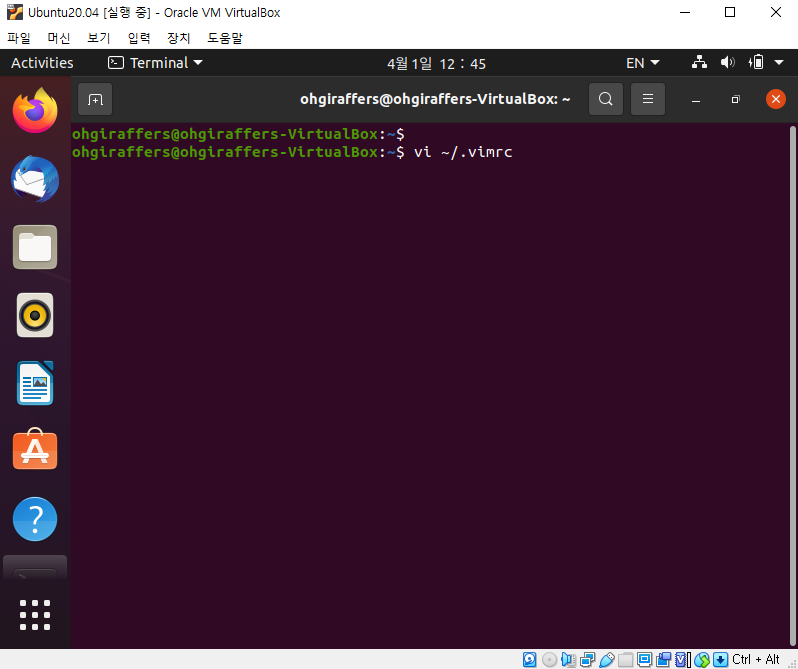 Ubuntu20.04 [실행 중] - Oracle VM VirtualBox
파일 머신 보기 입력 장치 도움말
Activities Terminal 4월 1일 12 : 45 EN
ohgiraffers@ohgiraffers-VirtualBox: ~
ohgiraffers@ohgiraffers-VirtualBox:~$
ohgiraffers@ohgiraffers-VirtualBox:~$ vi ~/.vimrc
Ctrl + Alt